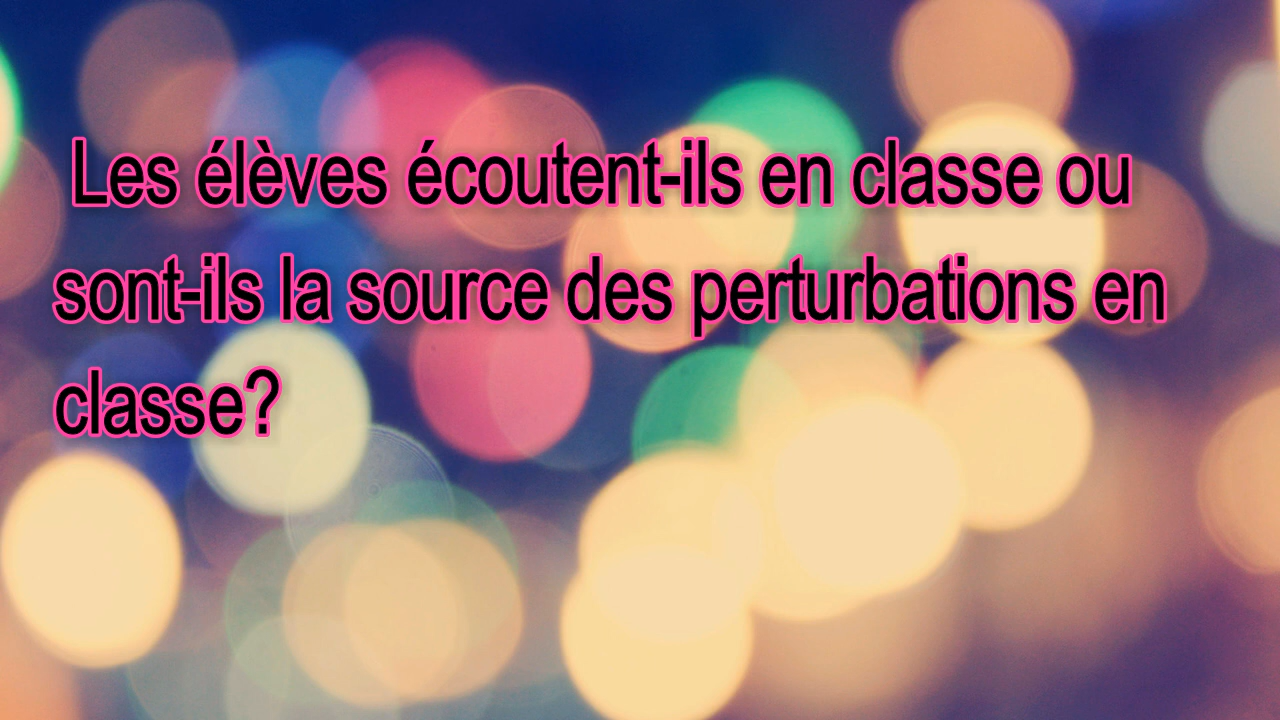 Les élèves écoutent-ils en classe ou
sont-ils la source des perturbations en
classe?